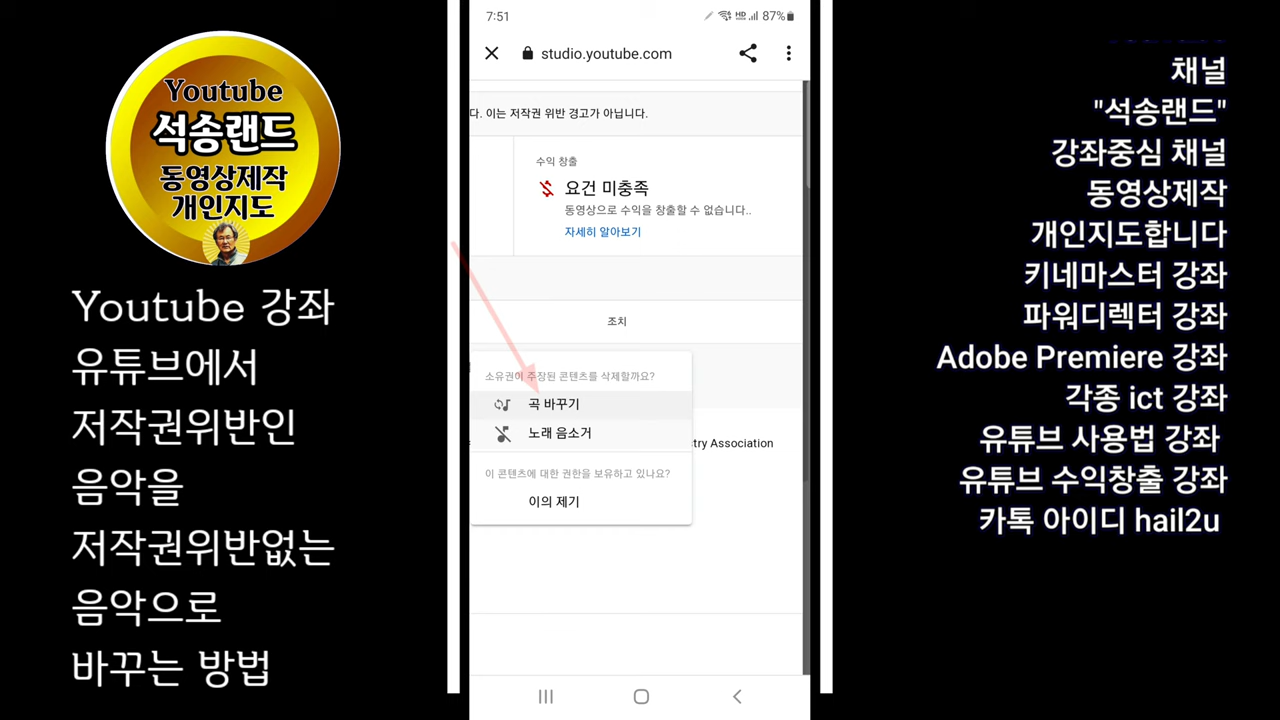 Youtube
석송랜드
동영상제작
개인지도
Youtube 강좌
유튜브에서
저작권위반인
음악을
저작권위반없는
음악으로
바꾸는 방법
7:51
87%
studio.youtube.com
다. 이는 저작권 위반 경고가 아닙니다.
수익 창출
요건 미충족
동영상으로 수익을 창출할 수 없습니다..
자세히 알아보기
조치
소유권이 주장된 콘텐츠를 삭제할까요?
곡 바꾸기
노래 음소거
stry Association
이 콘텐츠에 대한 권한을 보유하고 있나요?
이의 제기
채널
"석송랜드"
강좌중심 채널
동영상제작
개인지도합니다
키네마스터 강좌
파워디렉터 강좌
Adobe Premiere 강좌
각종 ict 강좌
유튜브 사용법 강좌
유튜브 수익창출 강좌
카톡 아이디 hail2u